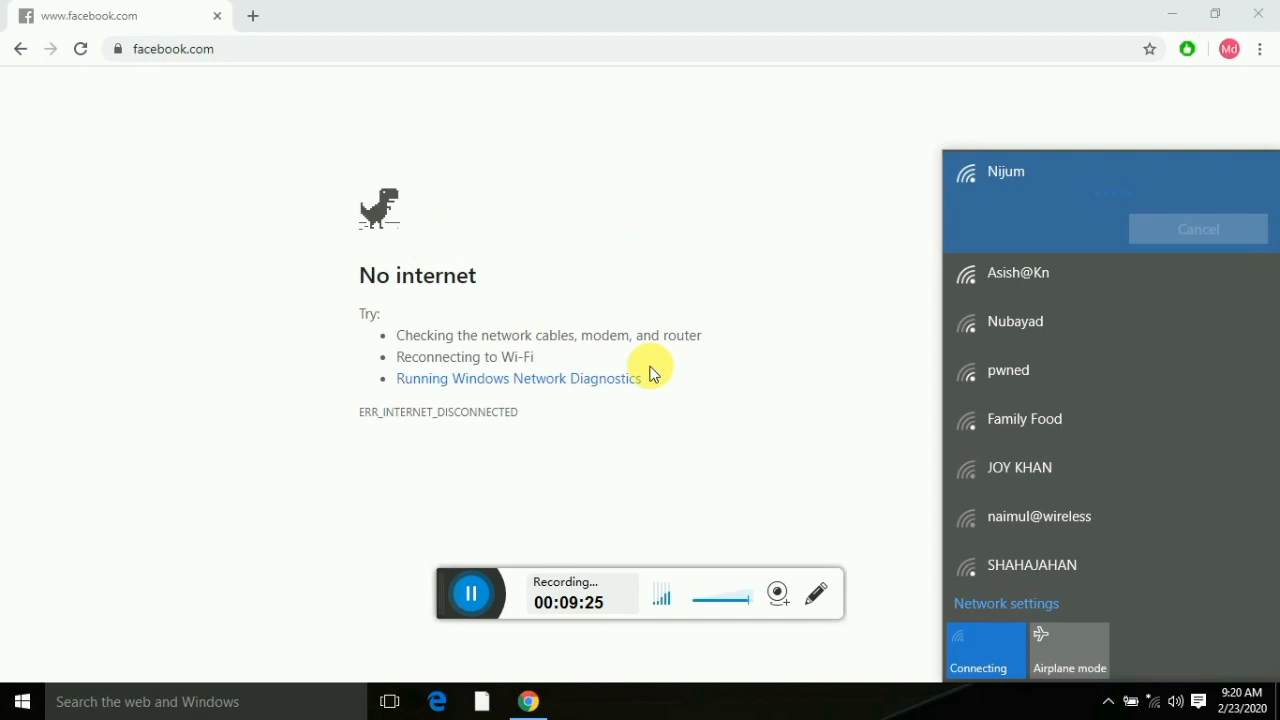 www.facebook.com
facebook.com
Md
No internet
Try:
Checking the network cables, modem, and router
Reconnecting to Wi-Fi
Running Windows Network Diagnostics
ERR_INTERNET_DISCONNECTED
Nijum
Cancel
Asish@Kn
Nubayad
pwned
Family Food
JOY KHAN
naimul@wireless
SHAHAJAHAN
Network settings
Connecting
Airplane mode
Recording...
00:09:25
Search the web and Windows
9:20 AM
2/23/2020